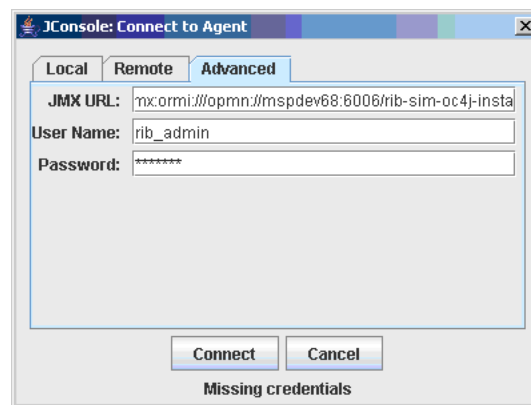 JConsole: Connect to Agent
Local Remote Advanced
JMX URL: mx:ormi:///opmn://mspdev68:6006/rib-sim-oc4j-insta
User Name: rib_admin
Password: *******
Connect Cancel
Missing credentials